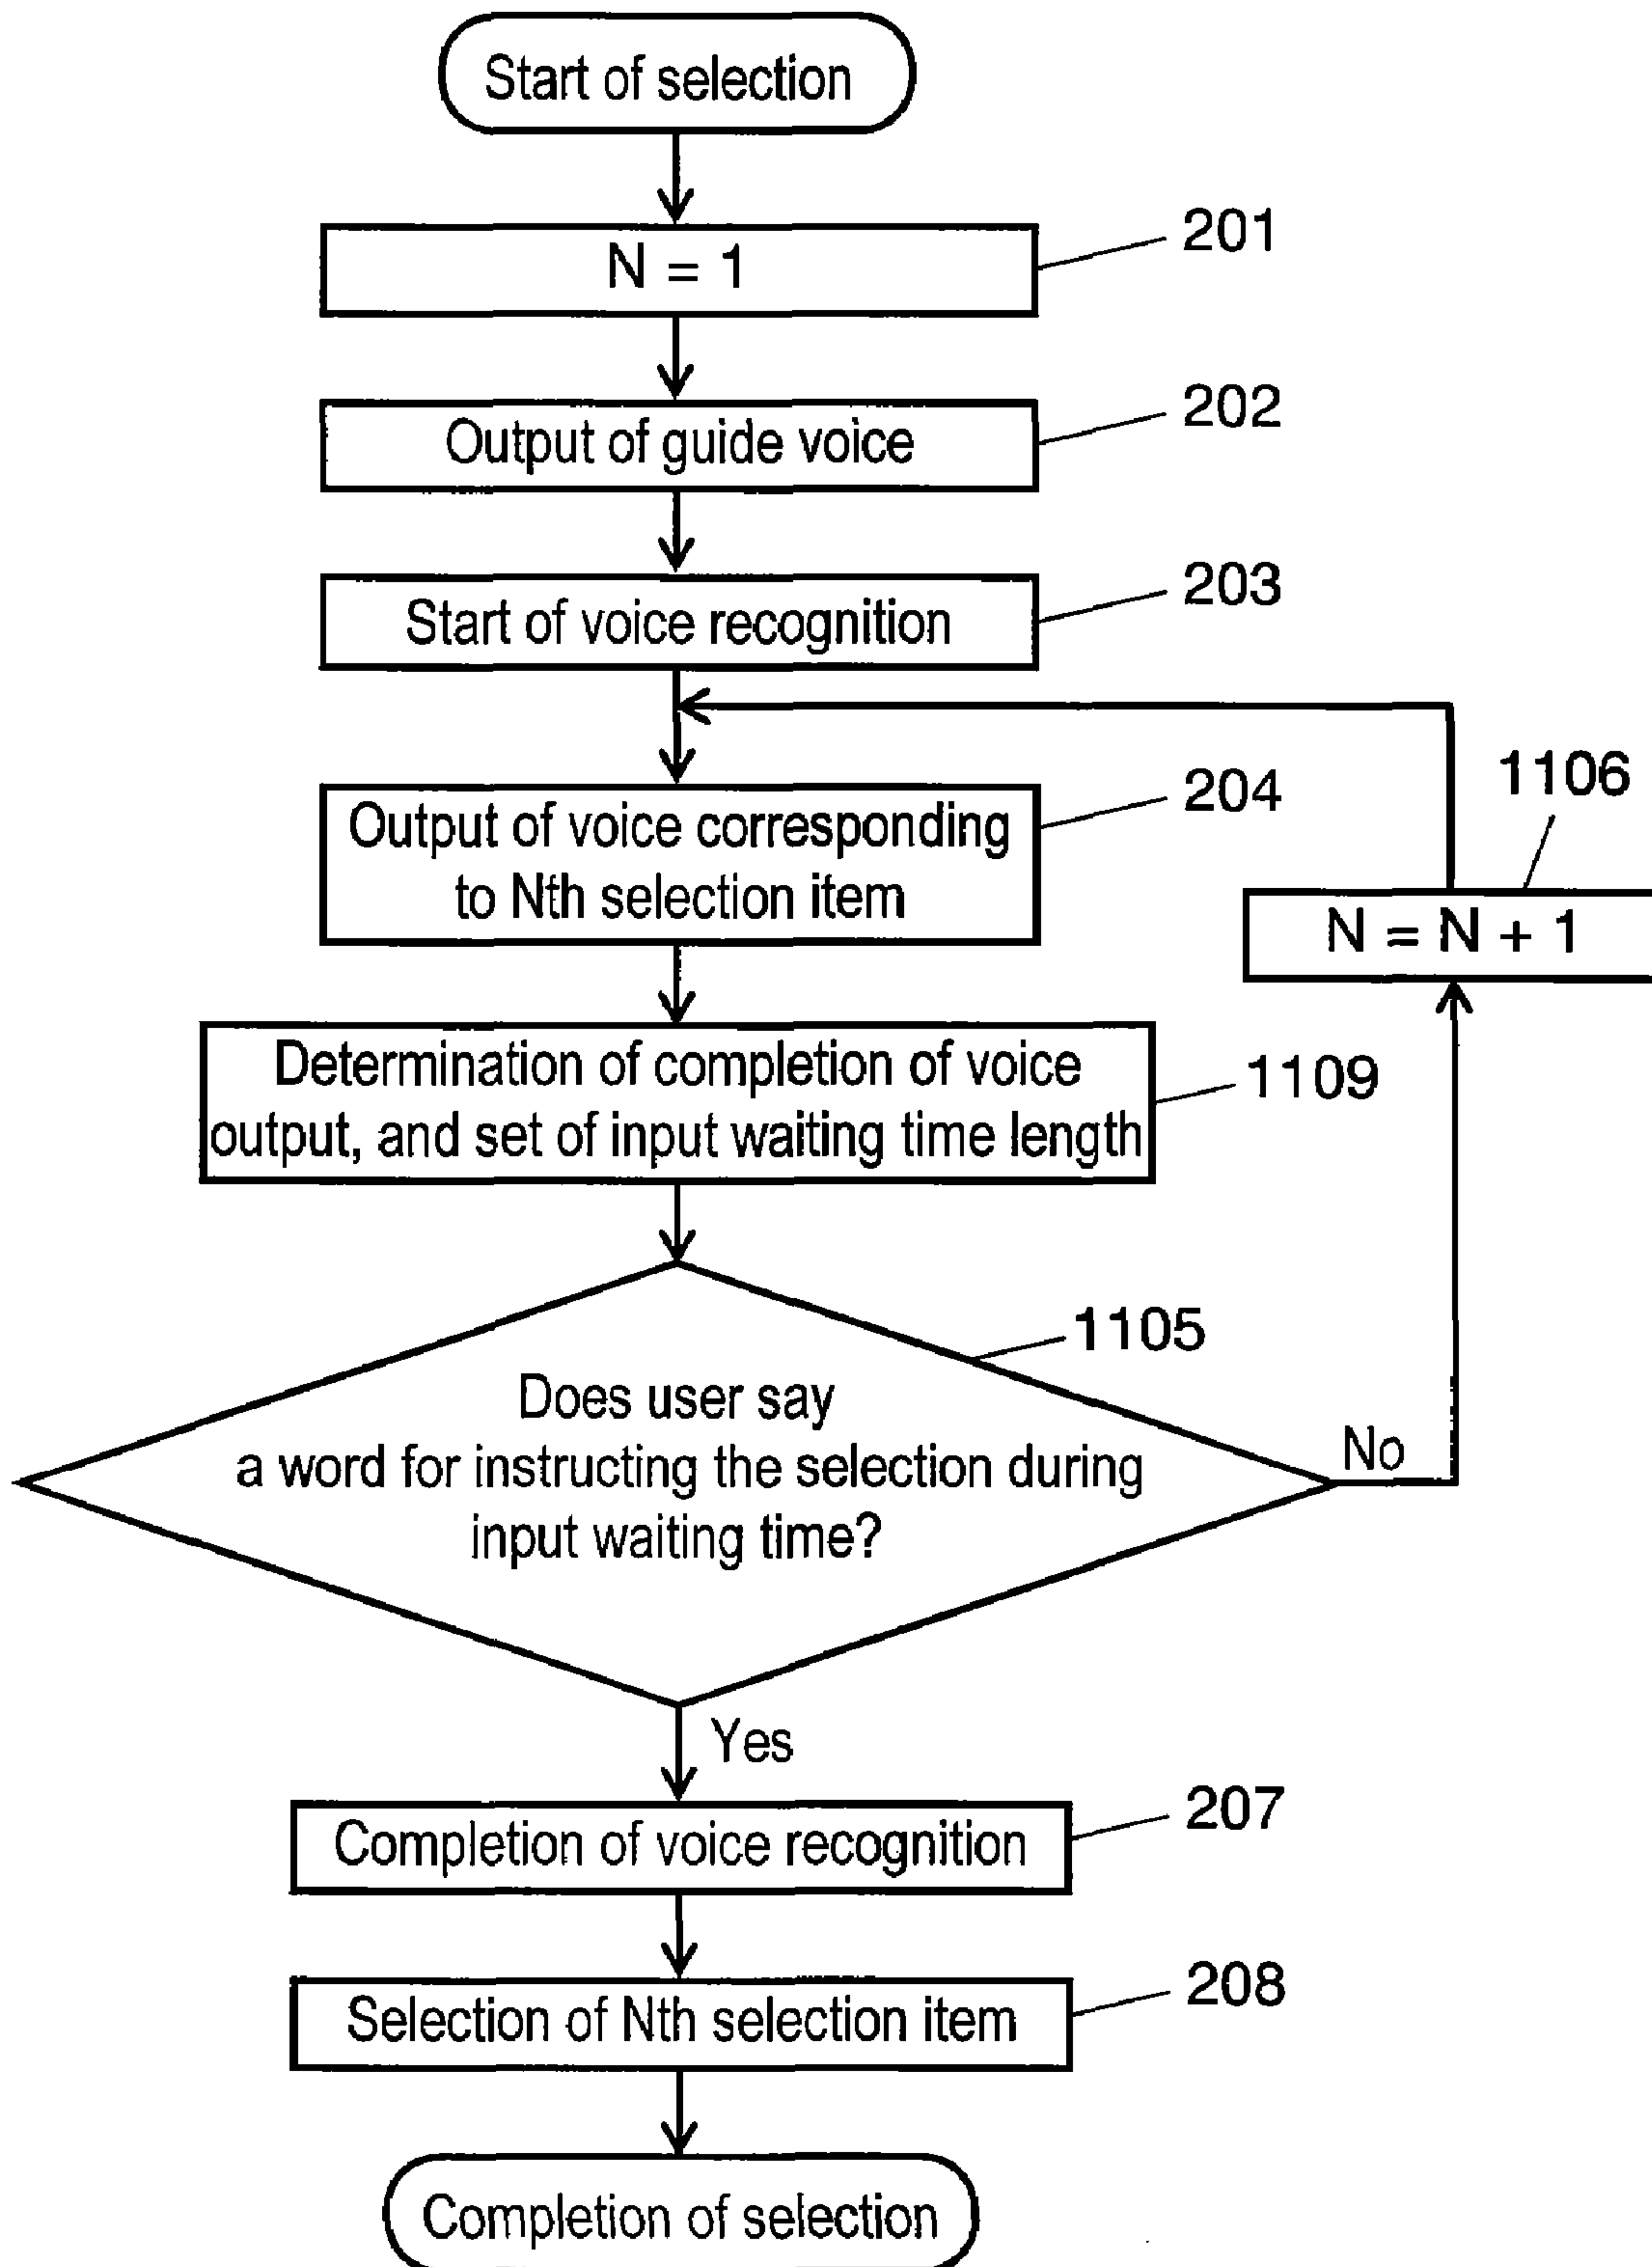 Start of selection
N = 1
201
Output of guide voice
202
Start of voice recognition
203
Output of voice corresponding
to Nth selection item
204
1106
N = N + 1
Determination of completion of voice
output, and set of input waiting time length
1109
1105
Does user say
a word for instructing the selection during
input waiting time?
No
Yes
Completion of voice recognition
207
Selection of Nth selection item
208
Completion of selection